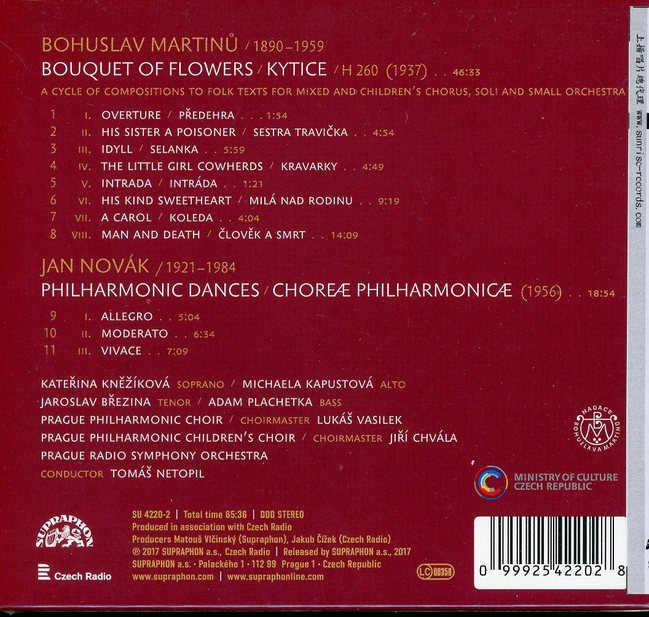 BOHUSLAV MARTINŮ / 1890–1959
BOUQUET OF FLOWERS / KYTICE / H 260 (1937) . . 46:33
A CYCLE OF COMPOSITIONS TO FOLK TEXTS FOR MIXED AND CHILDREN'S CHORUS, SOLI AND SMALL ORCHESTRA
1 I. OVERTURE / PŘEDEHRA . . . 1:54
2 II. HIS SISTER A POISONER / SESTRA TRAVIČKA . . 4:54
3 III. IDYLL / SELANKA . . 5:59
4 IV. THE LITTLE GIRL COWHERDS / KRAVARKY . . 4:49
5 V. INTRADA / INTRÁDA . . 1:21
6 VI. HIS KIND SWEETHEART / MILÁ NAD RODINU . . 9:19
7 VII. A CAROL / KOLEDA . . 4:04
8 VIII. MAN AND DEATH / ČLOVĚK A SMRT . . 14:09
JAN NOVÁK / 1921–1984
PHILHARMONIC DANCES / CHOREÆ PHILHARMONICÆ (1956) . . 18:54
9 I. ALLEGRO . . 5:04
10 II. MODERATO . . 6:34
11 III. VIVACE . . 7:09
KATEŘINA KNĚŽÍKOVÁ SOPRANO / MICHAELA KAPUSTOVÁ ALTO
JAROSLAV BŘEZINA TENOR / ADAM PLACHETKA BASS
PRAGUE PHILHARMONIC CHOIR / CHOIRMASTER LUKÁŠ VASILEK
PRAGUE PHILHARMONIC CHILDREN'S CHOIR / CHOIRMASTER JIŘÍ CHVÁLA
PRAGUE RADIO SYMPHONY ORCHESTRA
CONDUCTOR TOMÁŠ NETOPIL
NADACE BOHUSLAVA MARTINŮ
MINISTRY OF CULTURE
CZECH REPUBLIC
SUPRAPHON
Czech Radio
SU 4220-2 | Total time 65:36 | DDD STEREO
Produced in association with Czech Radio
Producers Matouš Vlčinský (Supraphon), Jakub Čížek (Czech Radio)
℗ 2017 SUPRAPHON a.s., Czech Radio | Released by SUPRAPHON a.s., 2017
SUPRAPHON a.s. · Palackého 1 · 112 99 Praha 1 · Czech Republic
www.supraphon.com | www.supraphonline.com
LC 08358
0 99925 42202 8
上揚唱片總代理 www.sunrise-records.com